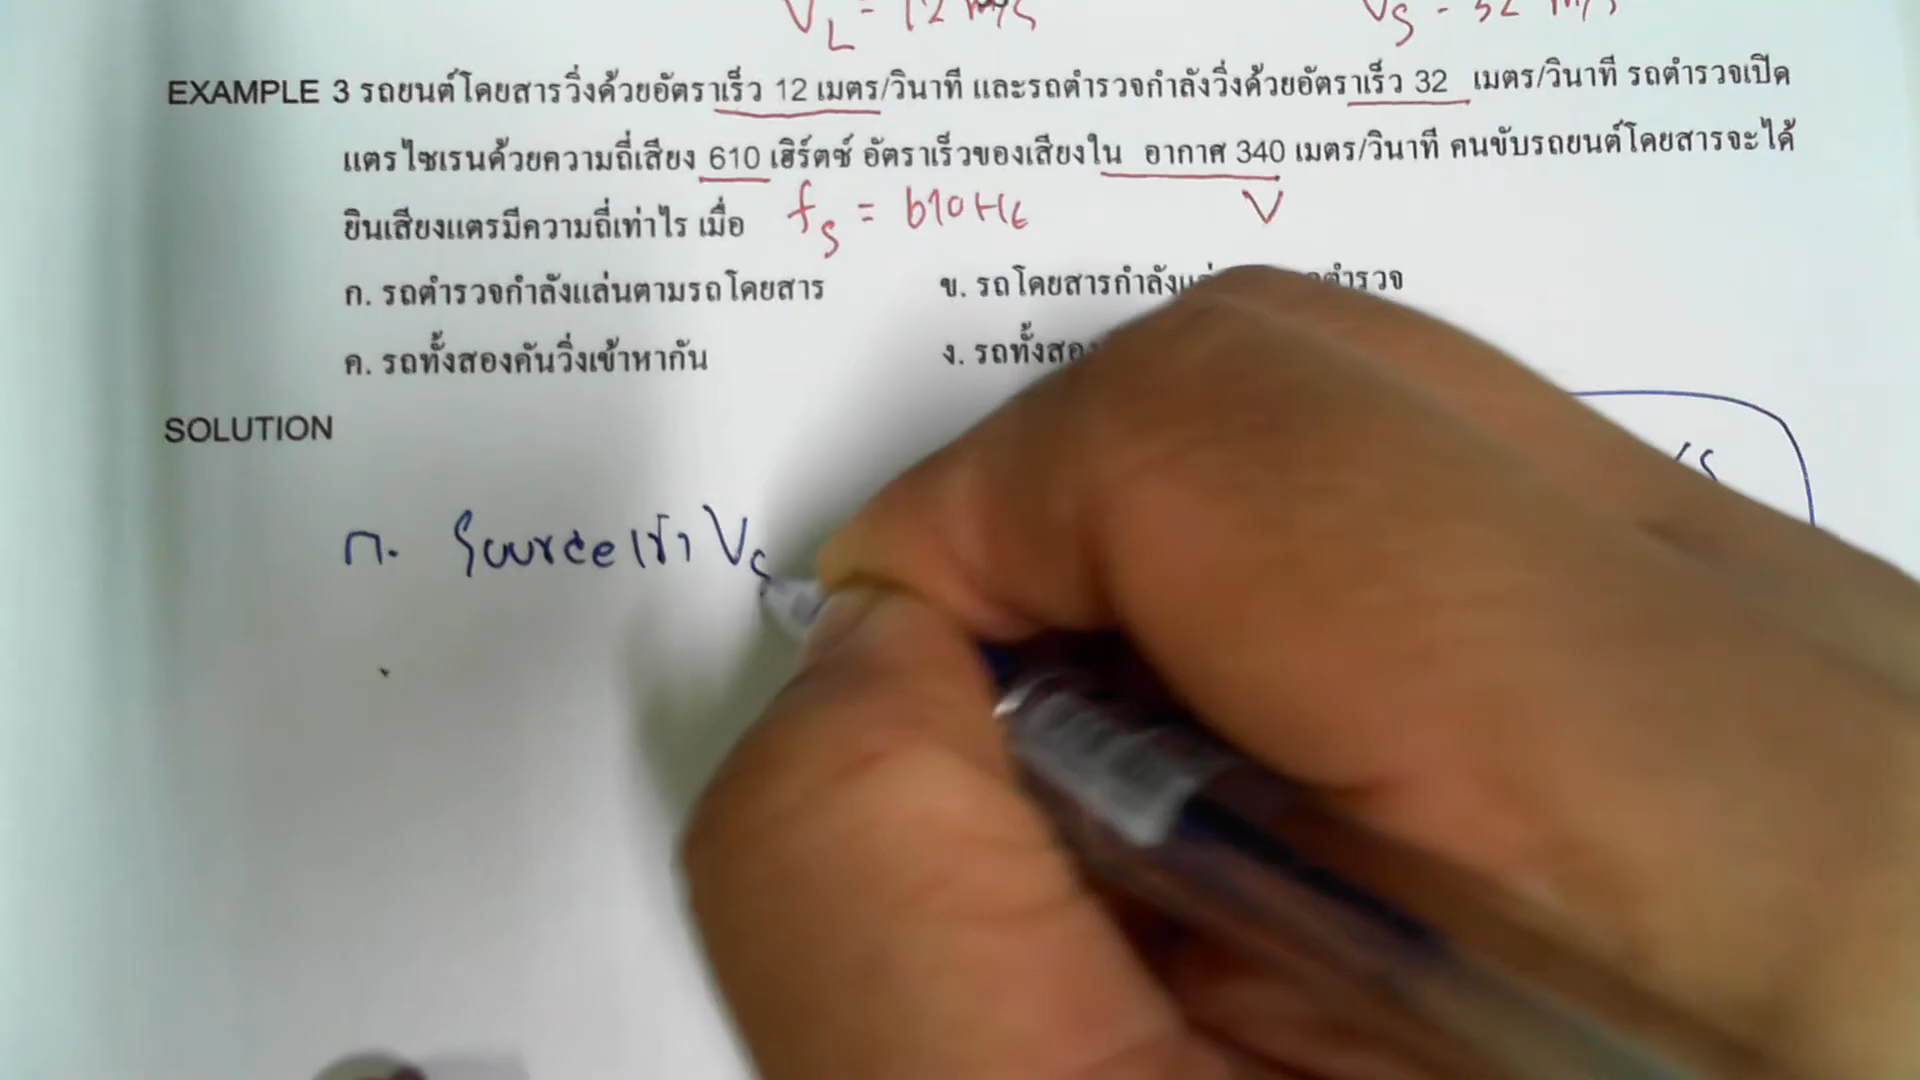 V_L = 12 m/s V_S = 32 m/s
EXAMPLE 3 รถยนต์โดยสารวิ่งด้วยอัตราเร็ว 12 เมตร/วินาที และรถตำรวจกำลังวิ่งด้วยอัตราเร็ว 32 เมตร/วินาที รถตำรวจเปิด
แตรไซเรนด้วยความถี่เสียง 610 เฮิร์ตซ์ อัตราเร็วของเสียงใน อากาศ 340 เมตร/วินาที คนขับรถยนต์โดยสารจะได้
ยินเสียงแตรมีความถี่เท่าไร เมื่อ f_s = 610 Hz V
ก. รถตำรวจกำลังแล่นตามรถโดยสาร ข. รถโดยสารกำลัง
ค. รถทั้งสองคันวิ่งเข้าหากัน ง. รถทั้งสอง
SOLUTION
/s
ก. Source เข้า V_s